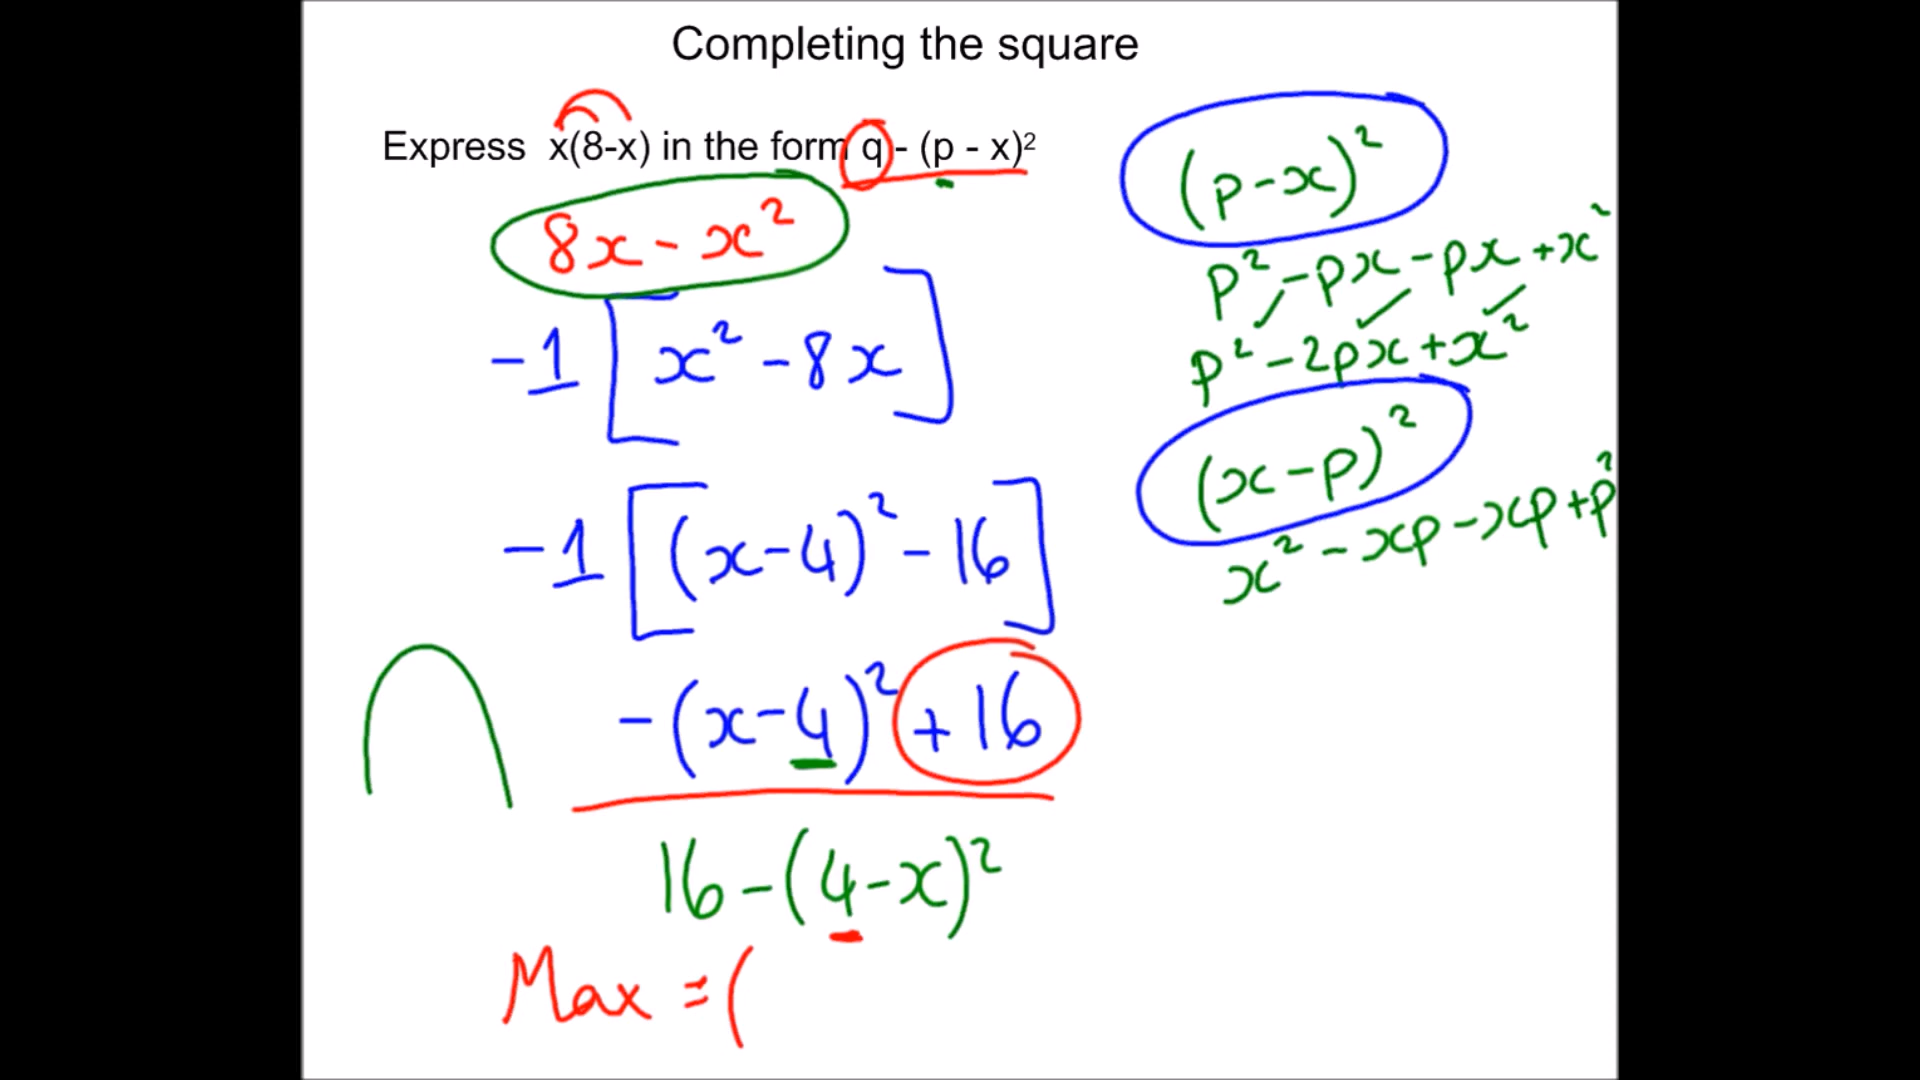 Completing the square
Express x(8-x) in the form q - (p - x)²
8x - x²
-1[x² - 8x]
-1[(x-4)² - 16]
-(x-4)² + 16
16 - (4-x)²
Max = (
(p-x)²
p² - px - px + x²
p² - 2px + x²
(x-p)²
x² - xp - xp + p²